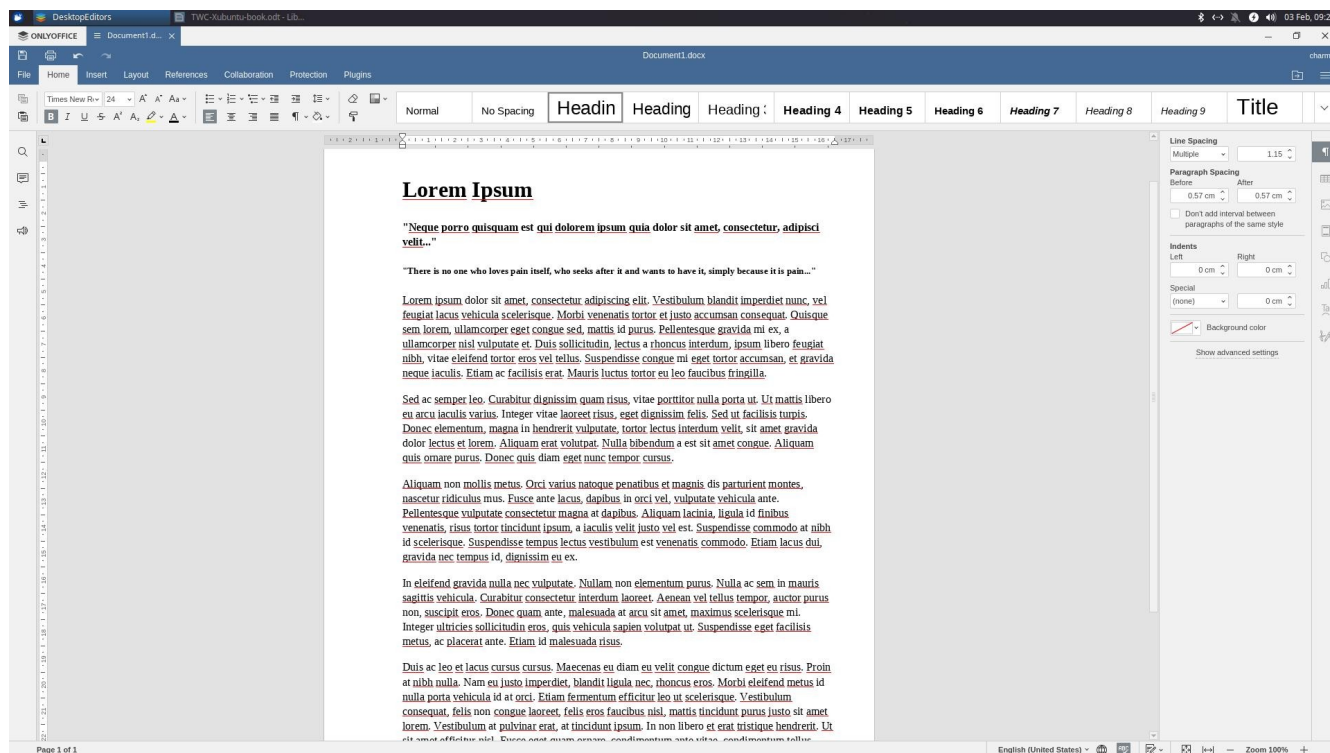 DesktopEditors
TWC-Xubuntu-book.odt - Lib...
03 Feb, 09:2
ONLYOFFICE
Document1.d...
Document1.docx
charm
File
Home
Insert
Layout
References
Collaboration
Protection
Plugins
Times New R
24
Normal
No Spacing
Headin
Heading
Heading
Heading 4
Heading 5
Heading 6
Heading 7
Heading 8
Heading 9
Title
Lorem Ipsum
"Neque porro quisquam est qui dolorem ipsum quia dolor sit amet, consectetur, adipisci
velit..."
"There is no one who loves pain itself, who seeks after it and wants to have it, simply because it is pain..."
Lorem ipsum dolor sit amet, consectetur adipiscing elit. Vestibulum blandit imperdiet nunc, vel
feugiat lacus vehicula scelerisque. Morbi venenatis tortor et justo accumsan consequat. Quisque
sem lorem, ullamcorper eget congue sed, mattis id purus. Pellentesque gravida mi ex, a
ullamcorper nisl vulputate et. Duis sollicitudin, lectus a rhoncus interdum, ipsum libero feugiat
nibh, vitae eleifend tortor eros vel tellus. Suspendisse congue mi eget tortor accumsan, et gravida
neque iaculis. Etiam ac facilisis erat. Mauris luctus tortor eu leo faucibus fringilla.
Sed ac semper leo. Curabitur dignissim quam risus, vitae porttitor nulla porta ut. Ut mattis libero
eu arcu iaculis varius. Integer vitae laoreet risus, eget dignissim felis. Sed ut facilisis turpis.
Donec elementum, magna in hendrerit vulputate, tortor lectus interdum velit, sit amet gravida
dolor lectus et lorem. Aliquam erat volutpat. Nulla bibendum a est sit amet congue. Aliquam
quis ornare purus. Donec quis diam eget nunc tempor cursus.
Aliquam non mollis metus. Orci varius natoque penatibus et magnis dis parturient montes,
nascetur ridiculus mus. Fusce ante lacus, dapibus in orci vel, vulputate vehicula ante.
Pellentesque vulputate consectetur magna at dapibus. Aliquam lacinia, ligula id finibus
venenatis, risus tortor tincidunt ipsum, a iaculis velit justo vel est. Suspendisse commodo at nibh
id scelerisque. Suspendisse tempus lectus vestibulum est venenatis commodo. Etiam lacus dui,
gravida nec tempus id, dignissim eu ex.
In eleifend gravida nulla nec vulputate. Nullam non elementum purus. Nulla ac sem in mauris
sagittis vehicula. Curabitur consectetur interdum laoreet. Aenean vel tellus tempor, auctor purus
non, suscipit eros. Donec quam ante, malesuada at arcu sit amet, maximus scelerisque mi.
Integer ultricies sollicitudin eros, quis vehicula sapien volutpat ut. Suspendisse eget facilisis
metus, ac placerat ante. Etiam id malesuada risus.
Duis ac leo et lacus cursus cursus. Maecenas eu diam eu velit congue dictum eget eu risus. Proin
at nibh nulla. Nam eu justo imperdiet, blandit ligula nec, rhoncus eros. Morbi eleifend metus id
nulla porta vehicula id at orci. Etiam fermentum efficitur leo ut scelerisque. Vestibulum
consequat, felis non congue laoreet, felis eros faucibus nisl, mattis tincidunt purus justo sit amet
lorem. Vestibulum at pulvinar erat, at tincidunt ipsum. In non libero et erat tristique hendrerit. Ut
sit amet efficitur nisl. Fusce eget quam ornare, condimentum ante vitae, condimentum tellus
Line Spacing
Multiple
1.15
Paragraph Spacing
Before
After
0.57 cm
0.57 cm
Don't add interval between
paragraphs of the same style
Indents
Left
Right
0 cm
0 cm
Special
(none)
0 cm
Background color
Show advanced settings
Page 1 of 1
English (United States)
Zoom 100%